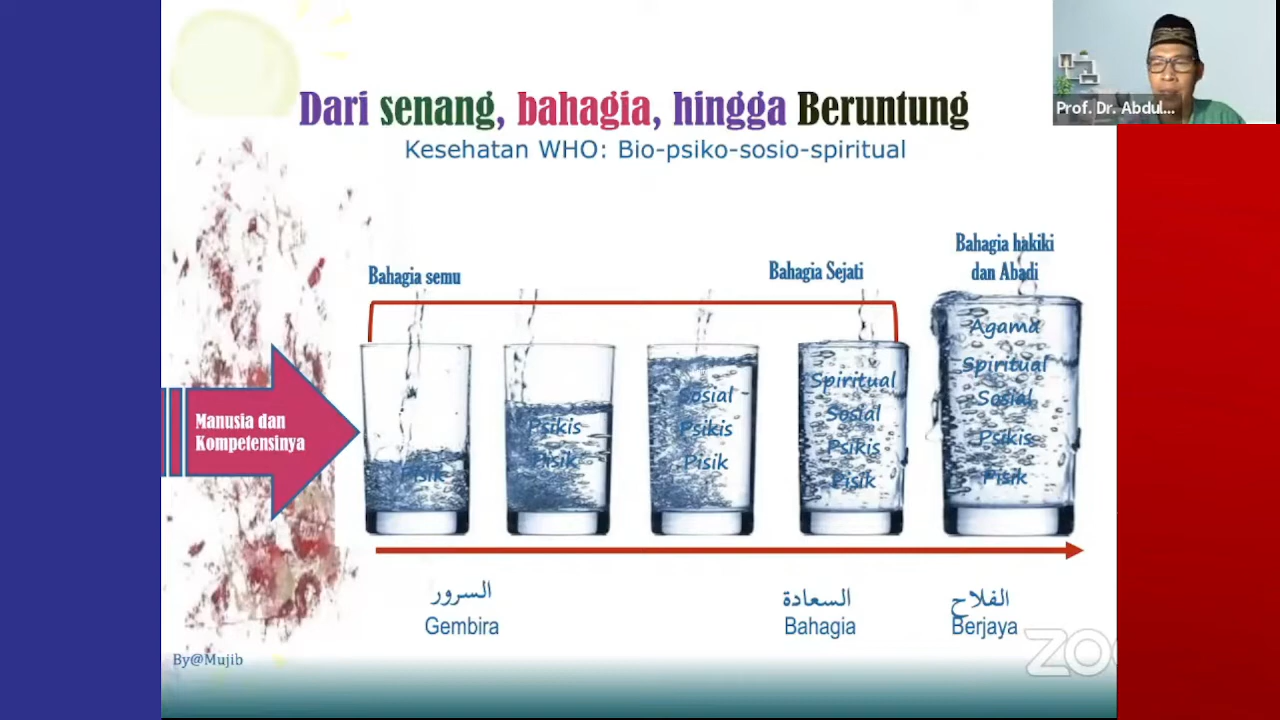 Dari senang, bahagia, hingga Beruntung
Kesehatan WHO: Bio-psiko-sosio-spiritual
Prof. Dr. Abdul...
Bahagia semu
Bahagia Sejati
Bahagia hakiki
dan Abadi
Manusia dan
Kompetensinya
Pisik
Psikis
Pisik
Sosial
Psikis
Pisik
Spiritual
Sosial
Psikis
Pisik
Agama
Spiritual
Sosial
Psikis
Pisik
السرور
Gembira
السعادة
Bahagia
الفلاح
Berjaya
By@Mujib